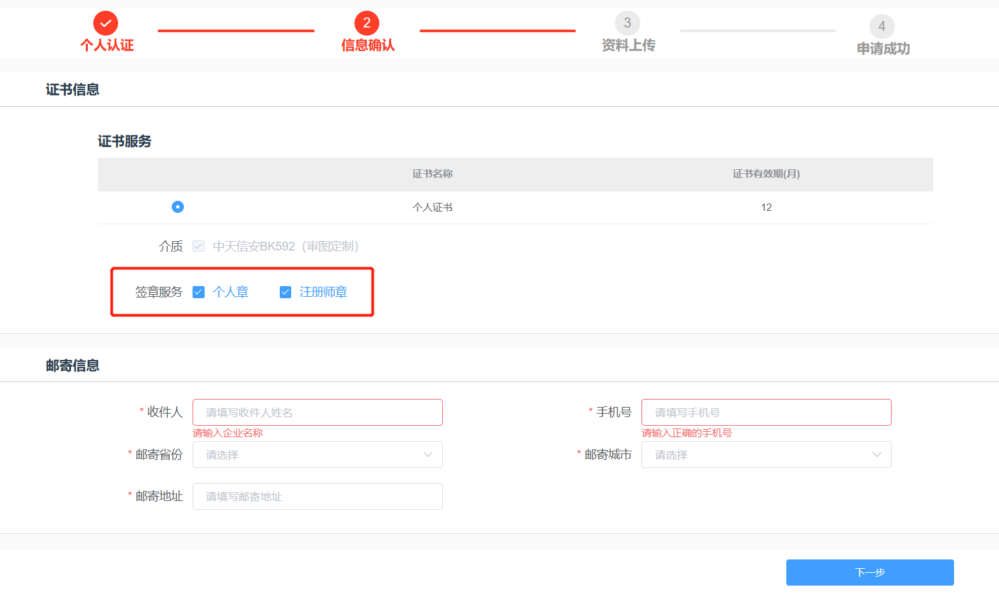 2 3 4
个人认证 信息确认 资料上传 申请成功
证书信息
证书服务
证书名称 证书有效期(月)
个人证书 12
介质 中天信安BK592（审图定制）
签章服务 个人章 注册师章
邮寄信息
* 收件人 请填写收件人姓名 * 手机号 请填写手机号
请输入企业名称 请输入正确的手机号
* 邮寄省份 请选择 * 邮寄城市 请选择
* 邮寄地址 请填写邮寄地址
下一步